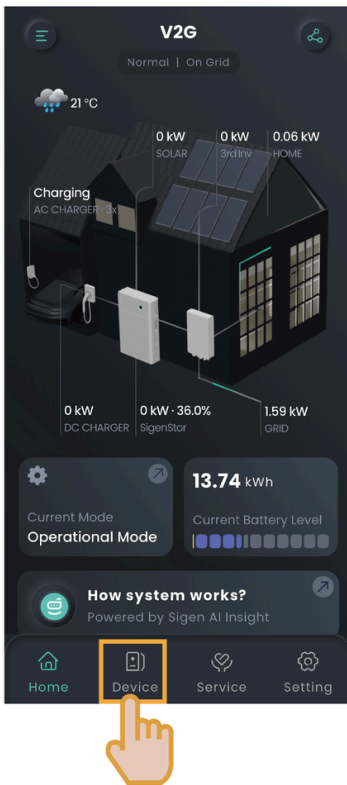 V2G
Normal | On Grid
21 °C
0 kW
SOLAR
0 kW
3rd Inv
0.06 kW
HOME
Charging
AC CHARGER · 3x
0 kW
DC CHARGER
0 kW · 36.0%
SigenStor
1.59 kW
GRID
Current Mode
Operational Mode
13.74 kWh
Current Battery Level
How system works?
Powered by Sigen AI Insight
Home
Device
Service
Setting